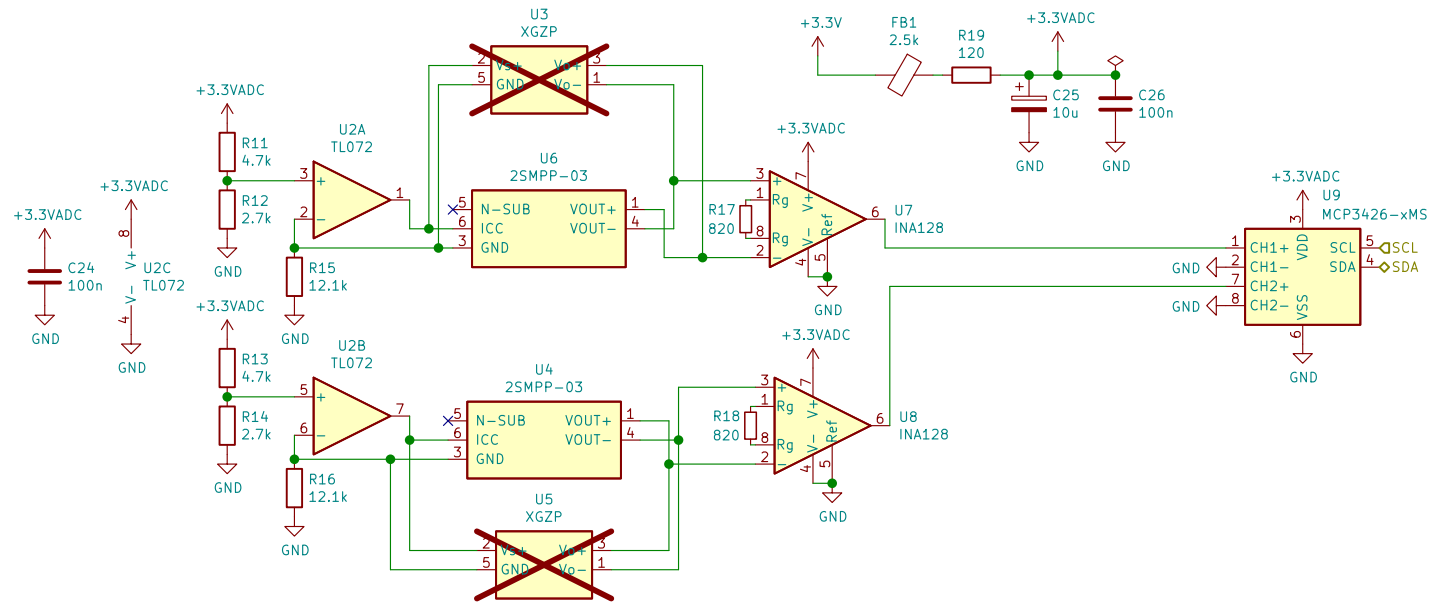 U3
XGZP
2 Vs+ Vo+ 3
5 GND Vo- 1
+3.3V
FB1
2.5k
R19
120
+3.3VADC
+
C25
10u
C26
100n
GND
GND
+3.3VADC
R11
4.7k
R12
2.7k
GND
U2A
TL072
3 +
2 -
1
R15
12.1k
GND
U6
2SMPP-03
5 N-SUB
6 ICC
3 GND
VOUT+ 1
VOUT- 4
+3.3VADC
3 +
1 Rg
8 Rg
2 -
7 V+
4 V-
5 Ref
6
R17
820
U7
INA128
GND
+3.3VADC
U9
MCP3426-xMS
3 VDD
1 CH1+
2 CH1-
7 CH2+
8 CH2-
SCL 5 SCL
SDA 4 SDA
VSS 6
GND
GND
GND
+3.3VADC
C24
100n
GND
+3.3VADC
8 V+
U2C
TL072
4 V-
GND
+3.3VADC
R13
4.7k
R14
2.7k
GND
U2B
TL072
5 +
6 -
7
R16
12.1k
GND
U4
2SMPP-03
5 N-SUB
6 ICC
3 GND
VOUT+ 1
VOUT- 4
U5
XGZP
2 Vs+ Vo+ 3
5 GND Vo- 1
+3.3VADC
3 +
1 Rg
8 Rg
2 -
7 V+
4 V-
5 Ref
6
R18
820
U8
INA128
GND